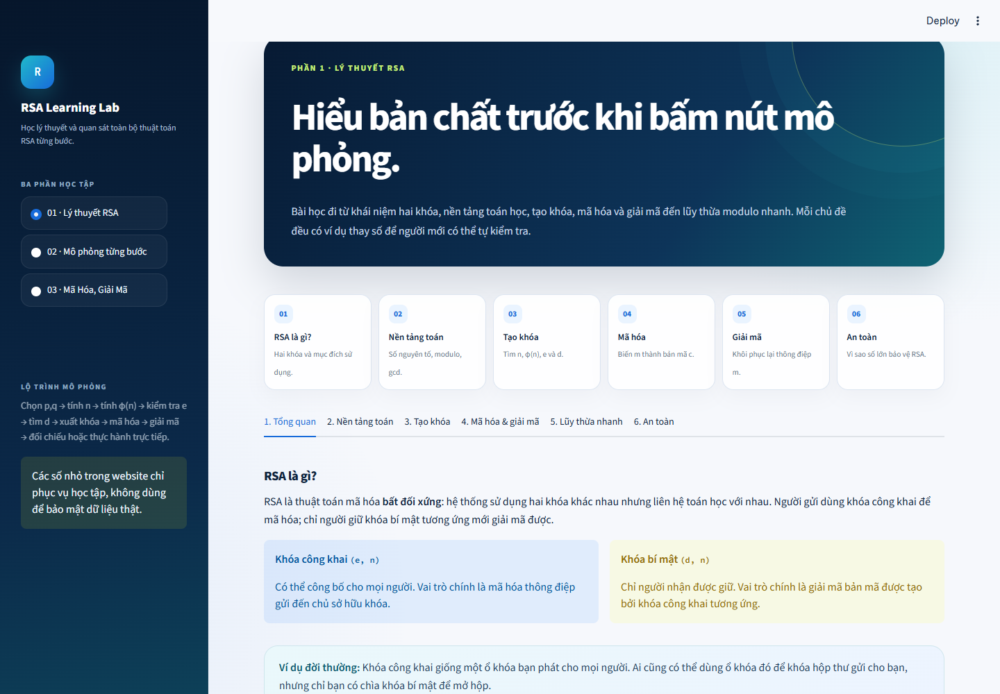 Deploy
R
RSA Learning Lab
Học lý thuyết và quan sát toàn bộ thuật toán
RSA từng bước.
BA PHẦN HỌC TẬP
01 · Lý thuyết RSA
02 · Mô phỏng từng bước
03 · Mã Hóa, Giải Mã
LỘ TRÌNH MÔ PHỎNG
Chọn p,q → tính n → tính φ(n) → kiểm tra e
→ tìm d → xuất khóa → mã hóa → giải mã
→ đối chiếu hoặc thực hành trực tiếp.
Các số nhỏ trong website chỉ
phục vụ học tập, không dùng
để bảo mật dữ liệu thật.
PHẦN 1 · LÝ THUYẾT RSA
Hiểu bản chất trước khi bấm nút mô
phỏng.
Bài học đi từ khái niệm hai khóa, nền tảng toán học, tạo khóa, mã hóa và giải mã đến lũy thừa modulo nhanh. Mỗi chủ đề
đều có ví dụ thay số để người mới có thể tự kiểm tra.
01
RSA là gì?
Hai khóa và mục đích sử
dụng.
02
Nền tảng toán
Số nguyên tố, modulo,
gcd.
03
Tạo khóa
Tìm n, φ(n), e và d.
04
Mã hóa
Biến m thành bản mã c.
05
Giải mã
Khôi phục lại thông điệp
m.
06
An toàn
Vì sao số lớn bảo vệ RSA.
1. Tổng quan 2. Nền tảng toán 3. Tạo khóa 4. Mã hóa & giải mã 5. Lũy thừa nhanh 6. An toàn
RSA là gì?
RSA là thuật toán mã hóa bất đối xứng: hệ thống sử dụng hai khóa khác nhau nhưng liên hệ toán học với nhau. Người gửi dùng khóa công khai để
mã hóa; chỉ người giữ khóa bí mật tương ứng mới giải mã được.
Khóa công khai (e, n)
Có thể công bố cho mọi người. Vai trò chính là mã hóa thông điệp
gửi đến chủ sở hữu khóa.
Khóa bí mật (d, n)
Chỉ người nhận được giữ. Vai trò chính là giải mã bản mã được tạo
bởi khóa công khai tương ứng.
Ví dụ đời thường: Khóa công khai giống một ổ khóa bạn phát cho mọi người. Ai cũng có thể dùng ổ khóa đó để khóa hộp thư gửi cho bạn,
nhưng chỉ bạn có chìa khóa bí mật để mở hộp.